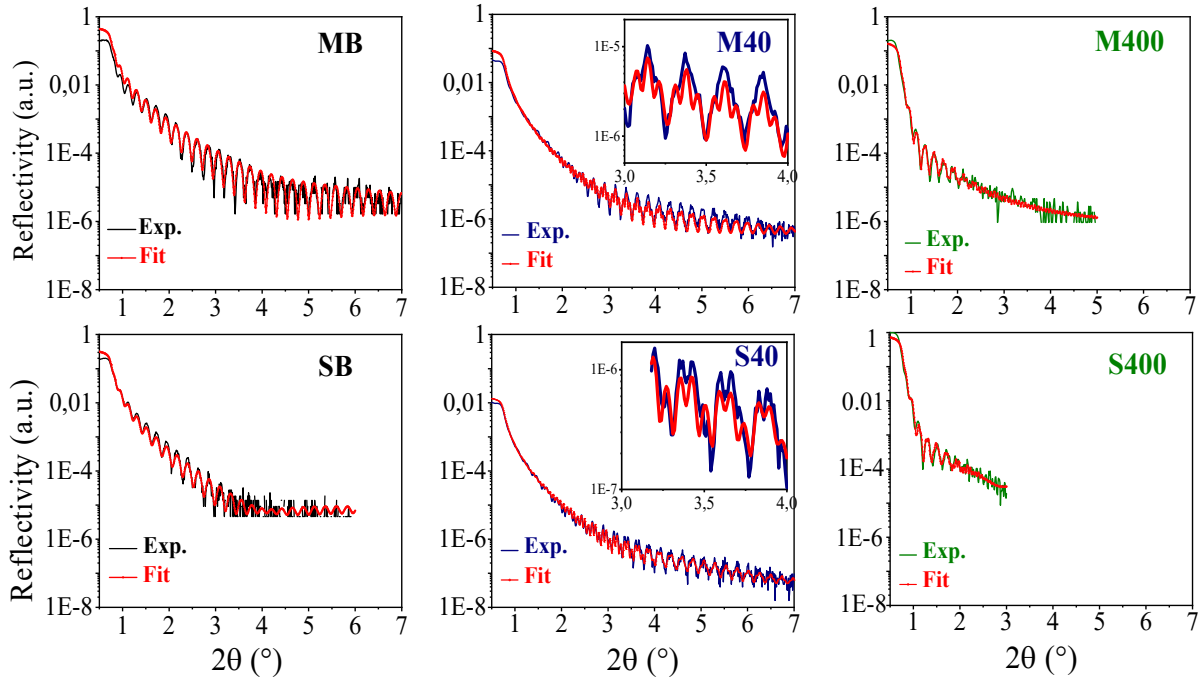 Reflectivity (a.u.)
1
0,01
1E-4
1E-6
1E-8
MB
Exp.
Fit
1 2 3 4 5 6 7
1
0,01
1E-4
1E-6
1E-8
M40
1E-5
1E-6
3,0 3,5 4,0
Exp.
Fit
1 2 3 4 5 6 7
1
0,01
1E-4
1E-6
1E-8
M400
Exp.
Fit
1 2 3 4 5 6 7
Reflectivity (a.u.)
1
0,01
1E-4
1E-6
1E-8
SB
Exp.
Fit
1 2 3 4 5 6 7
2θ (°)
1
0,01
1E-4
1E-6
1E-8
S40
1E-6
1E-7
3,0 3,5 4,0
Exp.
Fit
1 2 3 4 5 6 7
2θ (°)
1
0,01
1E-4
1E-6
1E-8
S400
Exp.
Fit
1 2 3 4 5 6 7
2θ (°)